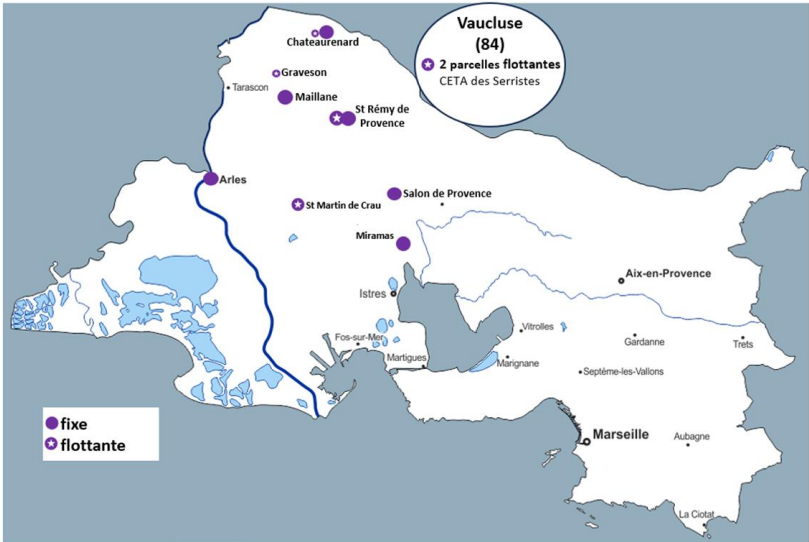 Vaucluse
(84)
2 parcelles flottantes
CETA des Serristes
Chateaurenard
Graveson
Tarascon
Maillane
St Rémy de
Provence
Arles
Salon de Provence
St Martin de Crau
Miramas
Aix-en-Provence
Istres
Vitrolles
Fos-sur-Mer
Gardanne
Trets
Martigues
Marignane
Septème-les-Vallons
fixe
flottante
Marseille
Aubagne
La Ciotat